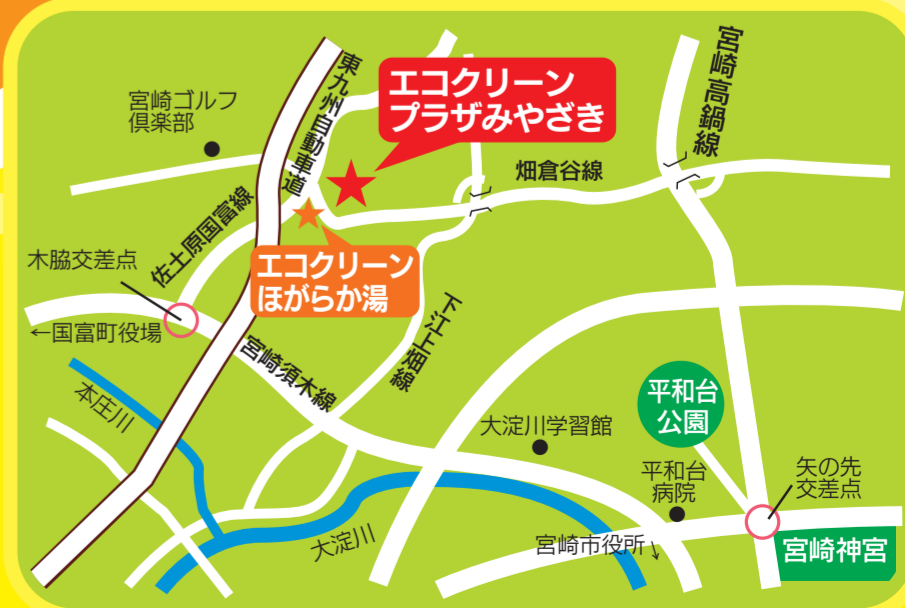 東九州自動車道
エコクリーン
プラザみやざき
宮崎高鍋線
宮崎ゴルフ
倶楽部
畑倉谷線
佐土原国富線
木脇交差点
エコクリーン
ほがらか湯
←国富町役場
下江上畑線
宮崎須木線
本庄川
平和台
公園
大淀川学習館
平和台
病院
矢の先
交差点
大淀川
宮崎市役所↓
宮崎神宮